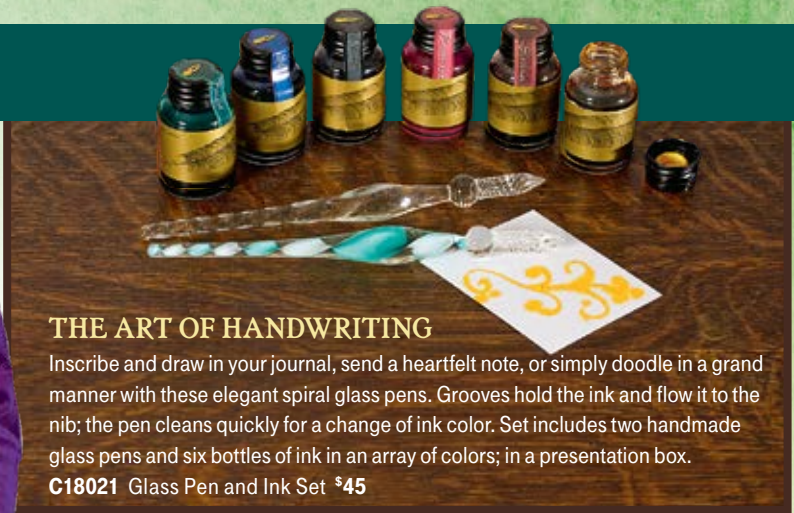 THE ART OF HANDWRITING
Inscribe and draw in your journal, send a heartfelt note, or simply doodle in a grand
manner with these elegant spiral glass pens. Grooves hold the ink and flow it to the
nib; the pen cleans quickly for a change of ink color. Set includes two handmade
glass pens and six bottles of ink in an array of colors; in a presentation box.
C18021 Glass Pen and Ink Set $45